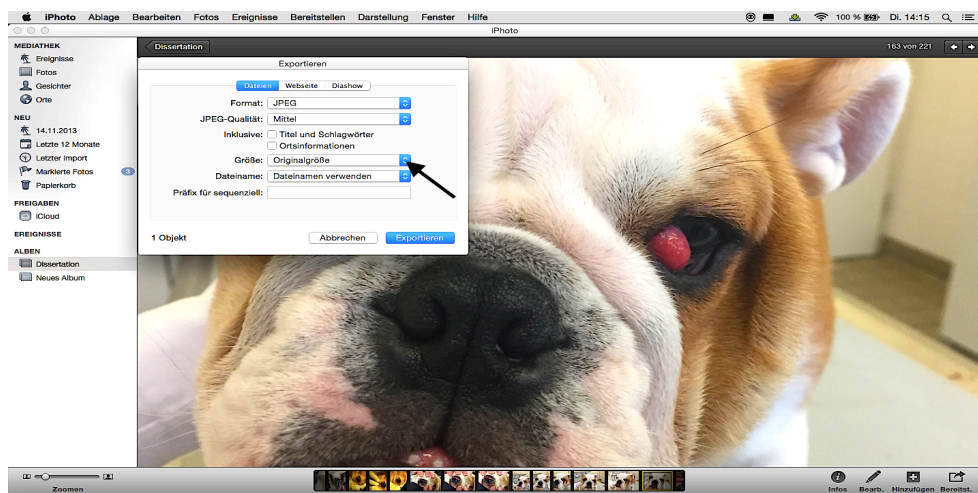 iPhoto Ablage Bearbeiten Fotos Ereignisse Bereitstellen Darstellung Fenster Hilfe 100 % Di. 14:15
iPhoto
MEDIATHEK
Ereignisse
Fotos
Gesichter
Orte
NEU
14.11.2013
Letzte 12 Monate
Letzter Import
Markierte Fotos 3
Papierkorb
FREIGABEN
iCloud
EREIGNISSE
ALBEN
Dissertation
Neues Album
Dissertation
163 von 221
Exportieren
Dateien Webseite Diashow
Format: JPEG
JPEG-Qualität: Mittel
Inklusive: Titel und Schlagwörter
Ortsinformationen
Größe: Originalgröße
Dateiname: Dateinamen verwenden
Präfix für sequenziell:
1 Objekt Abbrechen Exportieren
Zoomen
Infos Bearb. Hinzufügen Bereitst.